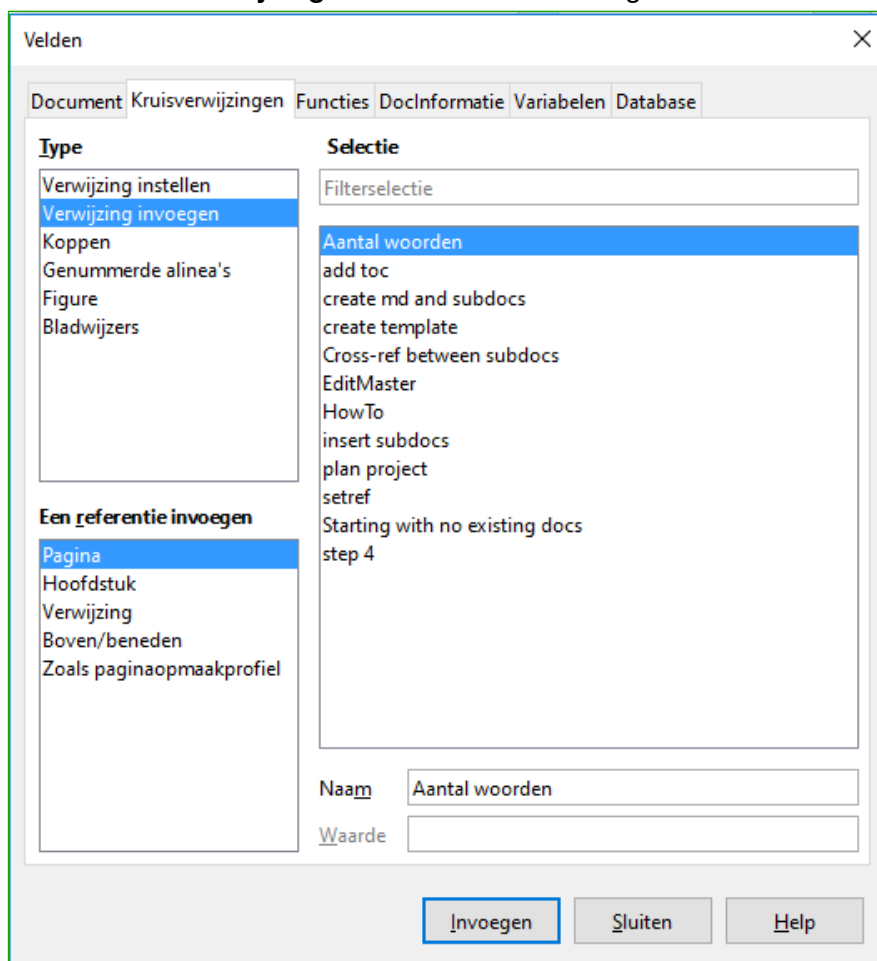 Velden
Document Kruisverwijzingen Functies DocInformatie Variabelen Database
Type
Verwijzing instellen
Verwijzing invoegen
Koppen
Genummerde alinea's
Figure
Bladwijzers
Een referentie invoegen
Pagina
Hoofdstuk
Verwijzing
Boven/beneden
Zoals paginaopmaakprofiel
Selectie
Filterselectie
Aantal woorden
add toc
create md and subdocs
create template
Cross-ref between subdocs
EditMaster
HowTo
insert subdocs
plan project
setref
Starting with no existing docs
step 4
Naam Aantal woorden
Waarde
Invoegen Sluiten Help